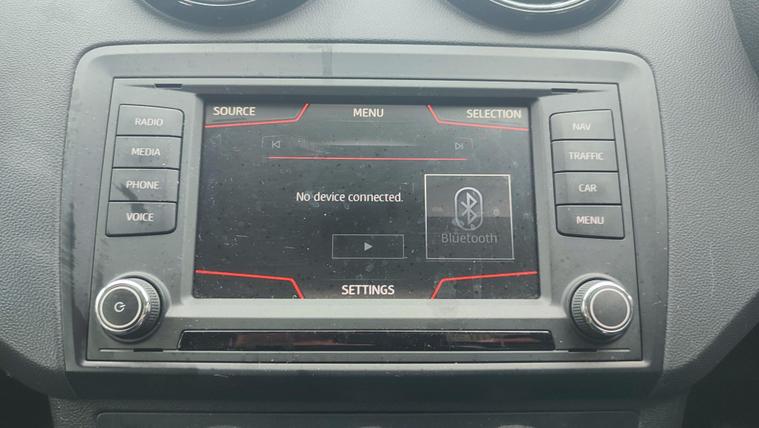 SOURCE
MENU
SELECTION
RADIO
MEDIA
PHONE
VOICE
No device connected.
Bluetooth
SETTINGS
NAV
TRAFFIC
CAR
MENU